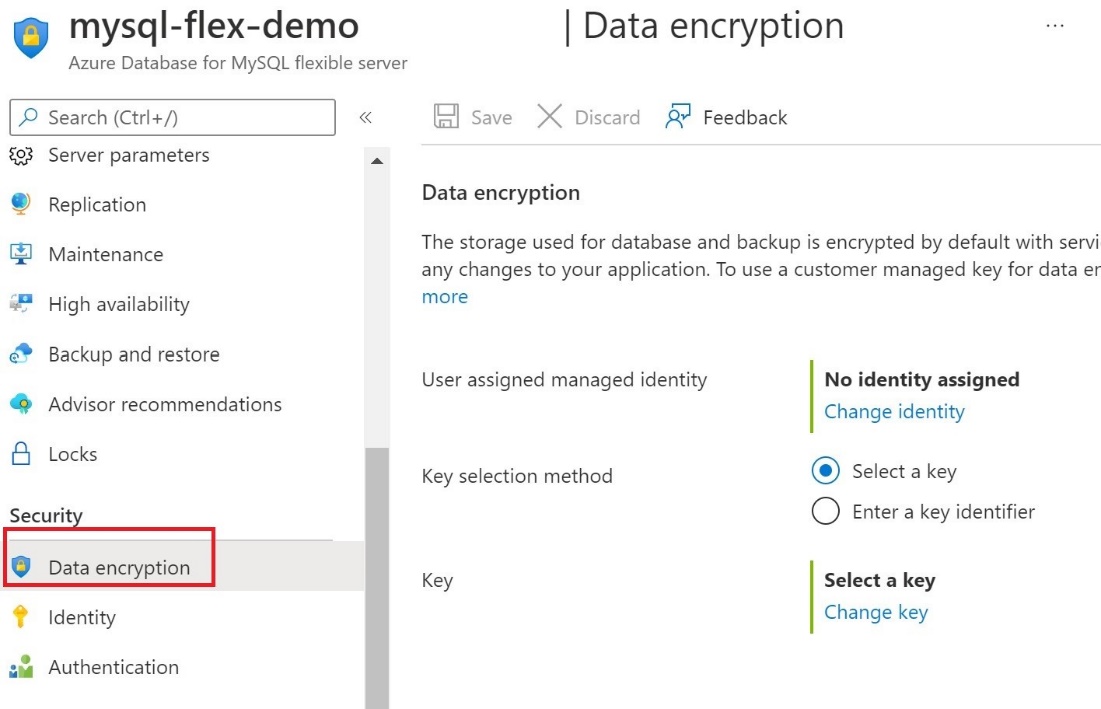 mysql-flex-demo | Data encryption ...
Azure Database for MySQL flexible server
Search (Ctrl+/) «
Save Discard Feedback
Server parameters
Replication
Maintenance
High availability
Backup and restore
Advisor recommendations
Locks
Security
Data encryption
Identity
Authentication
Data encryption
The storage used for database and backup is encrypted by default with servi
any changes to your application. To use a customer managed key for data er
more
User assigned managed identity
No identity assigned
Change identity
Key selection method
Select a key
Enter a key identifier
Key
Select a key
Change key